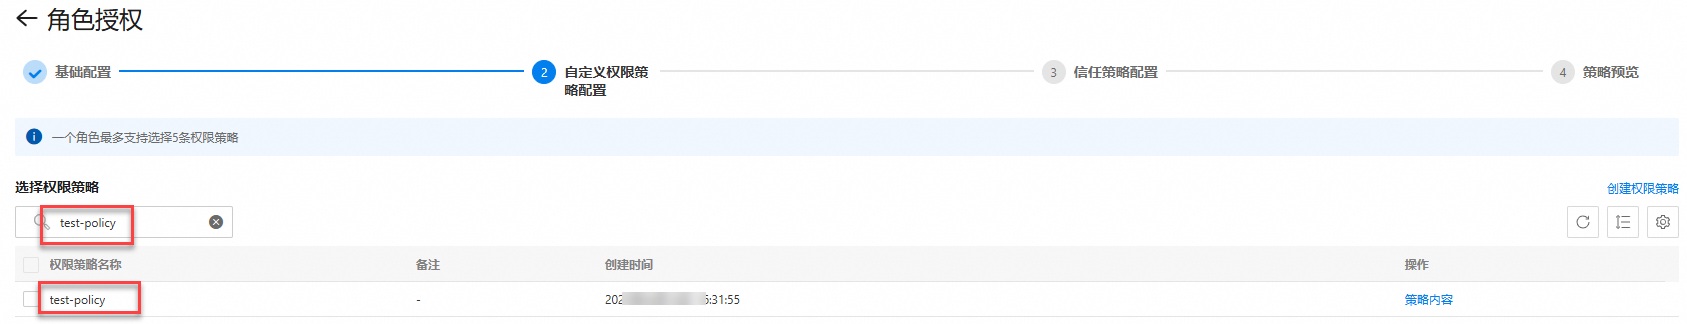 角色授权
基础配置
2 自定义权限策
略配置
3 信任策略配置
4 策略预览
一个角色最多支持选择5条权限策略
选择权限策略
创建权限策略
test-policy
权限策略名称 备注 创建时间 操作
test-policy - 202 :31:55 策略内容